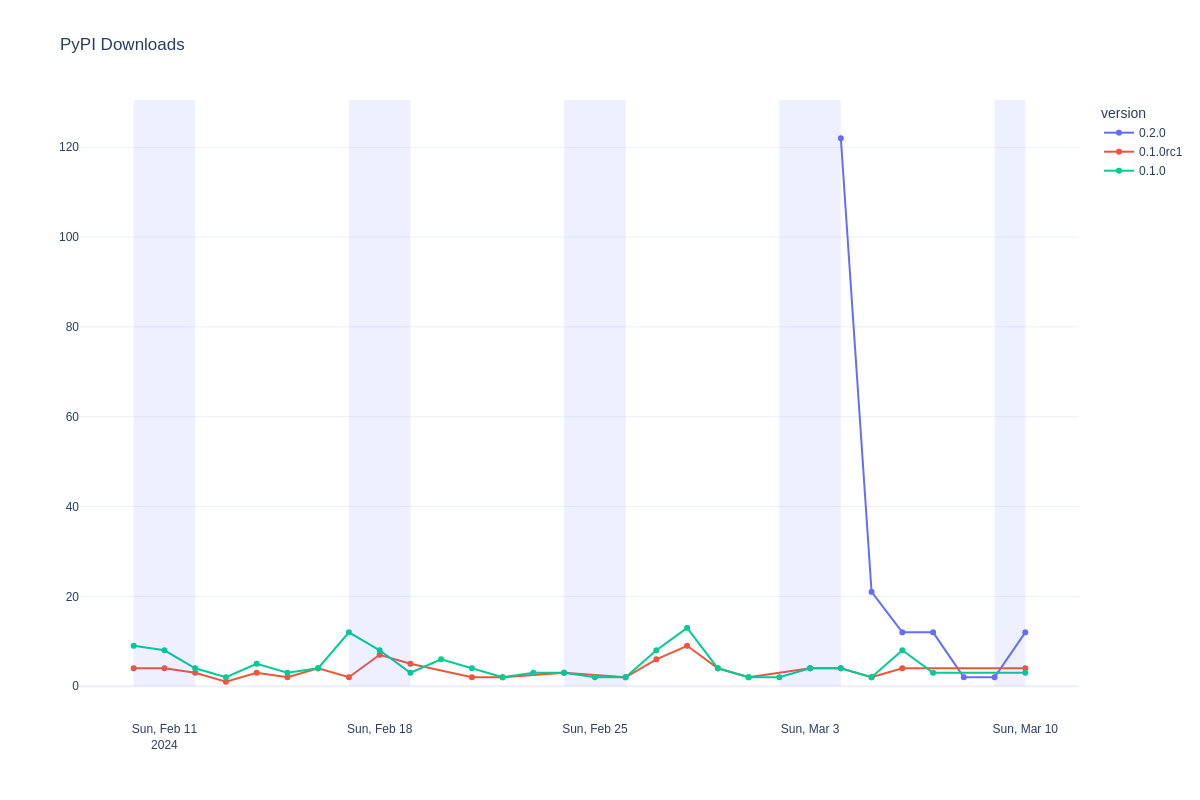 PyPI Downloads
version
0.2.0
0.1.0rc1
0.1.0
120
100
80
60
40
20
0
Sun, Feb 11
2024
Sun, Feb 18
Sun, Feb 25
Sun, Mar 3
Sun, Mar 10